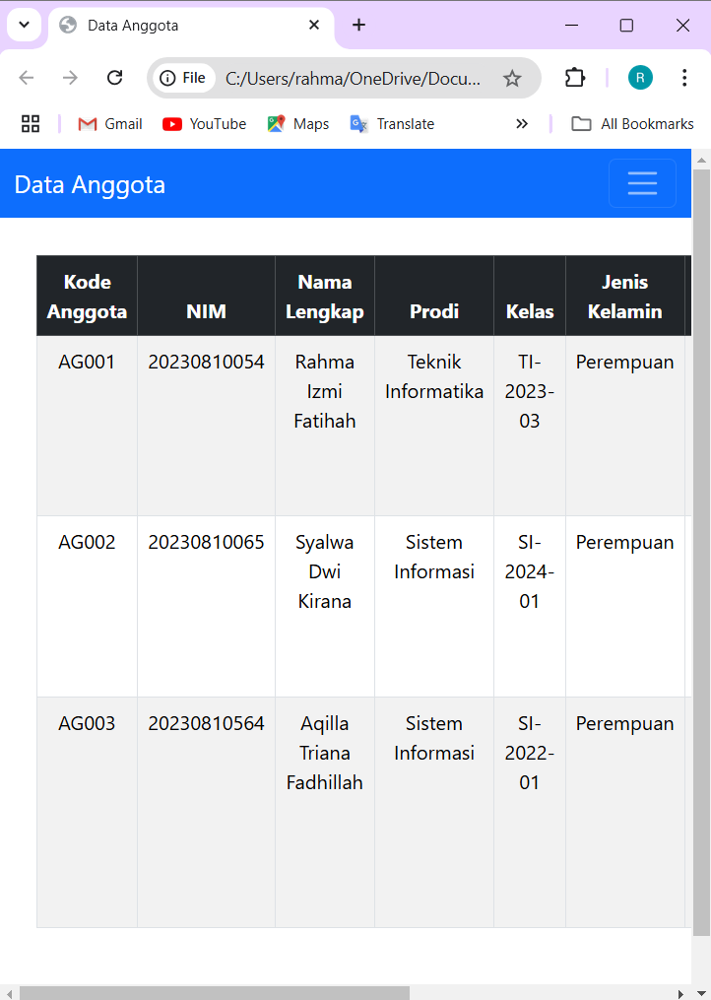 Data Anggota
R
File C:/Users/rahma/OneDrive/Docu...
Gmail YouTube Maps Translate All Bookmarks
Data Anggota
Kode Nama Jenis
Anggota NIM Lengkap Prodi Kelas Kelamin
AG001 20230810054 Rahma Teknik TI- Perempuan
Izmi Informatika 2023-
Fatihah 03
AG002 20230810065 Syalwa Sistem SI- Perempuan
Dwi Informasi 2024-
Kirana 01
AG003 20230810564 Aqilla Sistem SI- Perempuan
Triana Informasi 2022-
Fadhillah 01